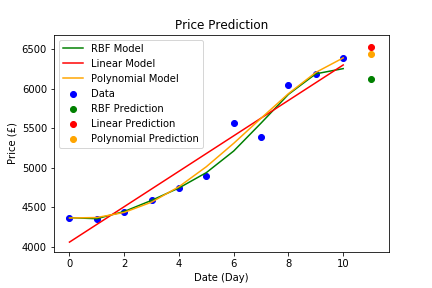 Price Prediction
6500
6000
5500
5000
4500
4000
Price (£)
RBF Model
Linear Model
Polynomial Model
Data
RBF Prediction
Linear Prediction
Polynomial Prediction
0 2 4 6 8 10
Date (Day)